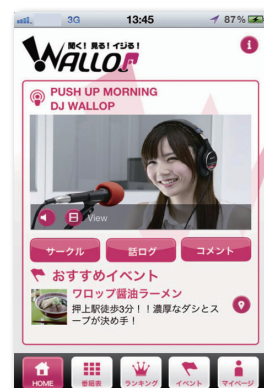 3G 13:45 87%
聞く! 見る! イジる!
WALLOP
PUSH UP MORNING
DJ WALLOP
View
サークル 話ログ コメント
おすすめイベント
ワロップ醤油ラーメン
押上駅徒歩3分!!濃厚なダシとス
ープが決め手!
HOME 番組表 ランキング イベント マイページ